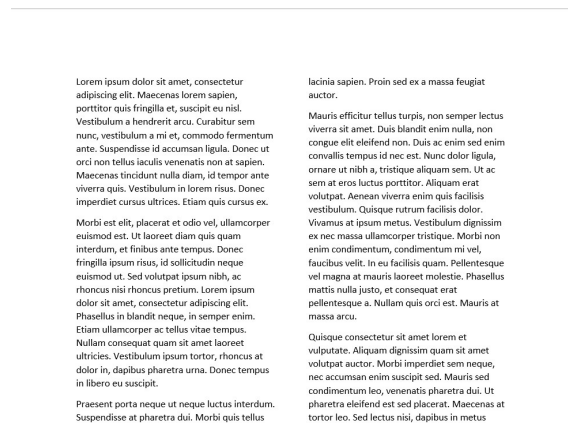 Lorem ipsum dolor sit amet, consectetur
adipiscing elit. Maecenas lorem sapien,
porttitor quis fringilla et, suscipit eu nisl.
Vestibulum a hendrerit arcu. Curabitur sem
nunc, vestibulum a mi et, commodo fermentum
ante. Suspendisse id accumsan ligula. Donec ut
orci non tellus iaculis venenatis non at sapien.
Maecenas tincidunt nulla diam, id tempor ante
viverra quis. Vestibulum in lorem risus. Donec
imperdiet cursus ultrices. Etiam quis cursus ex.
Morbi est elit, placerat et odio vel, ullamcorper
euismod est. Ut laoreet diam quis quam
interdum, et finibus ante tempus. Donec
fringilla ipsum risus, id sollicitudin neque
euismod ut. Sed volutpat ipsum nibh, ac
rhoncus nisi rhoncus pretium. Lorem ipsum
dolor sit amet, consectetur adipiscing elit.
Phasellus in blandit neque, in semper enim.
Etiam ullamcorper ac tellus vitae tempus.
Nullam consequat quam sit amet laoreet
ultricies. Vestibulum ipsum tortor, rhoncus at
dolor in, dapibus pharetra urna. Donec tempus
in libero eu suscipit.
Praesent porta neque ut neque luctus interdum.
Suspendisse at pharetra dui. Morbi quis tellus
lacinia sapien. Proin sed ex a massa feugiat
auctor.
Mauris efficitur tellus turpis, non semper lectus
viverra sit amet. Duis blandit enim nulla, non
congue elit eleifend non. Duis ac enim sed enim
convallis tempus id nec est. Nunc dolor ligula,
ornare ut nibh a, tristique aliquam sem. Ut ac
sem at eros luctus porttitor. Aliquam erat
volutpat. Aenean viverra enim quis facilisis
vestibulum. Quisque rutrum facilisis dolor.
Vivamus at ipsum metus. Vestibulum dignissim
ex nec massa ullamcorper tristique. Morbi non
enim condimentum, condimentum mi vel,
faucibus velit. In eu facilisis quam. Pellentesque
vel magna at mauris laoreet molestie. Phasellus
mattis nulla justo, et consequat erat
pellentesque a. Nullam quis orci est. Mauris at
massa arcu.
Quisque consectetur sit amet lorem et
vulputate. Aliquam dignissim quam sit amet
volutpat auctor. Morbi imperdiet sem neque,
nec accumsan enim suscipit sed. Mauris sed
condimentum leo, venenatis pharetra dui. Ut
pharetra eleifend est sed placerat. Maecenas at
tortor leo. Sed lectus nisi, dapibus in metus